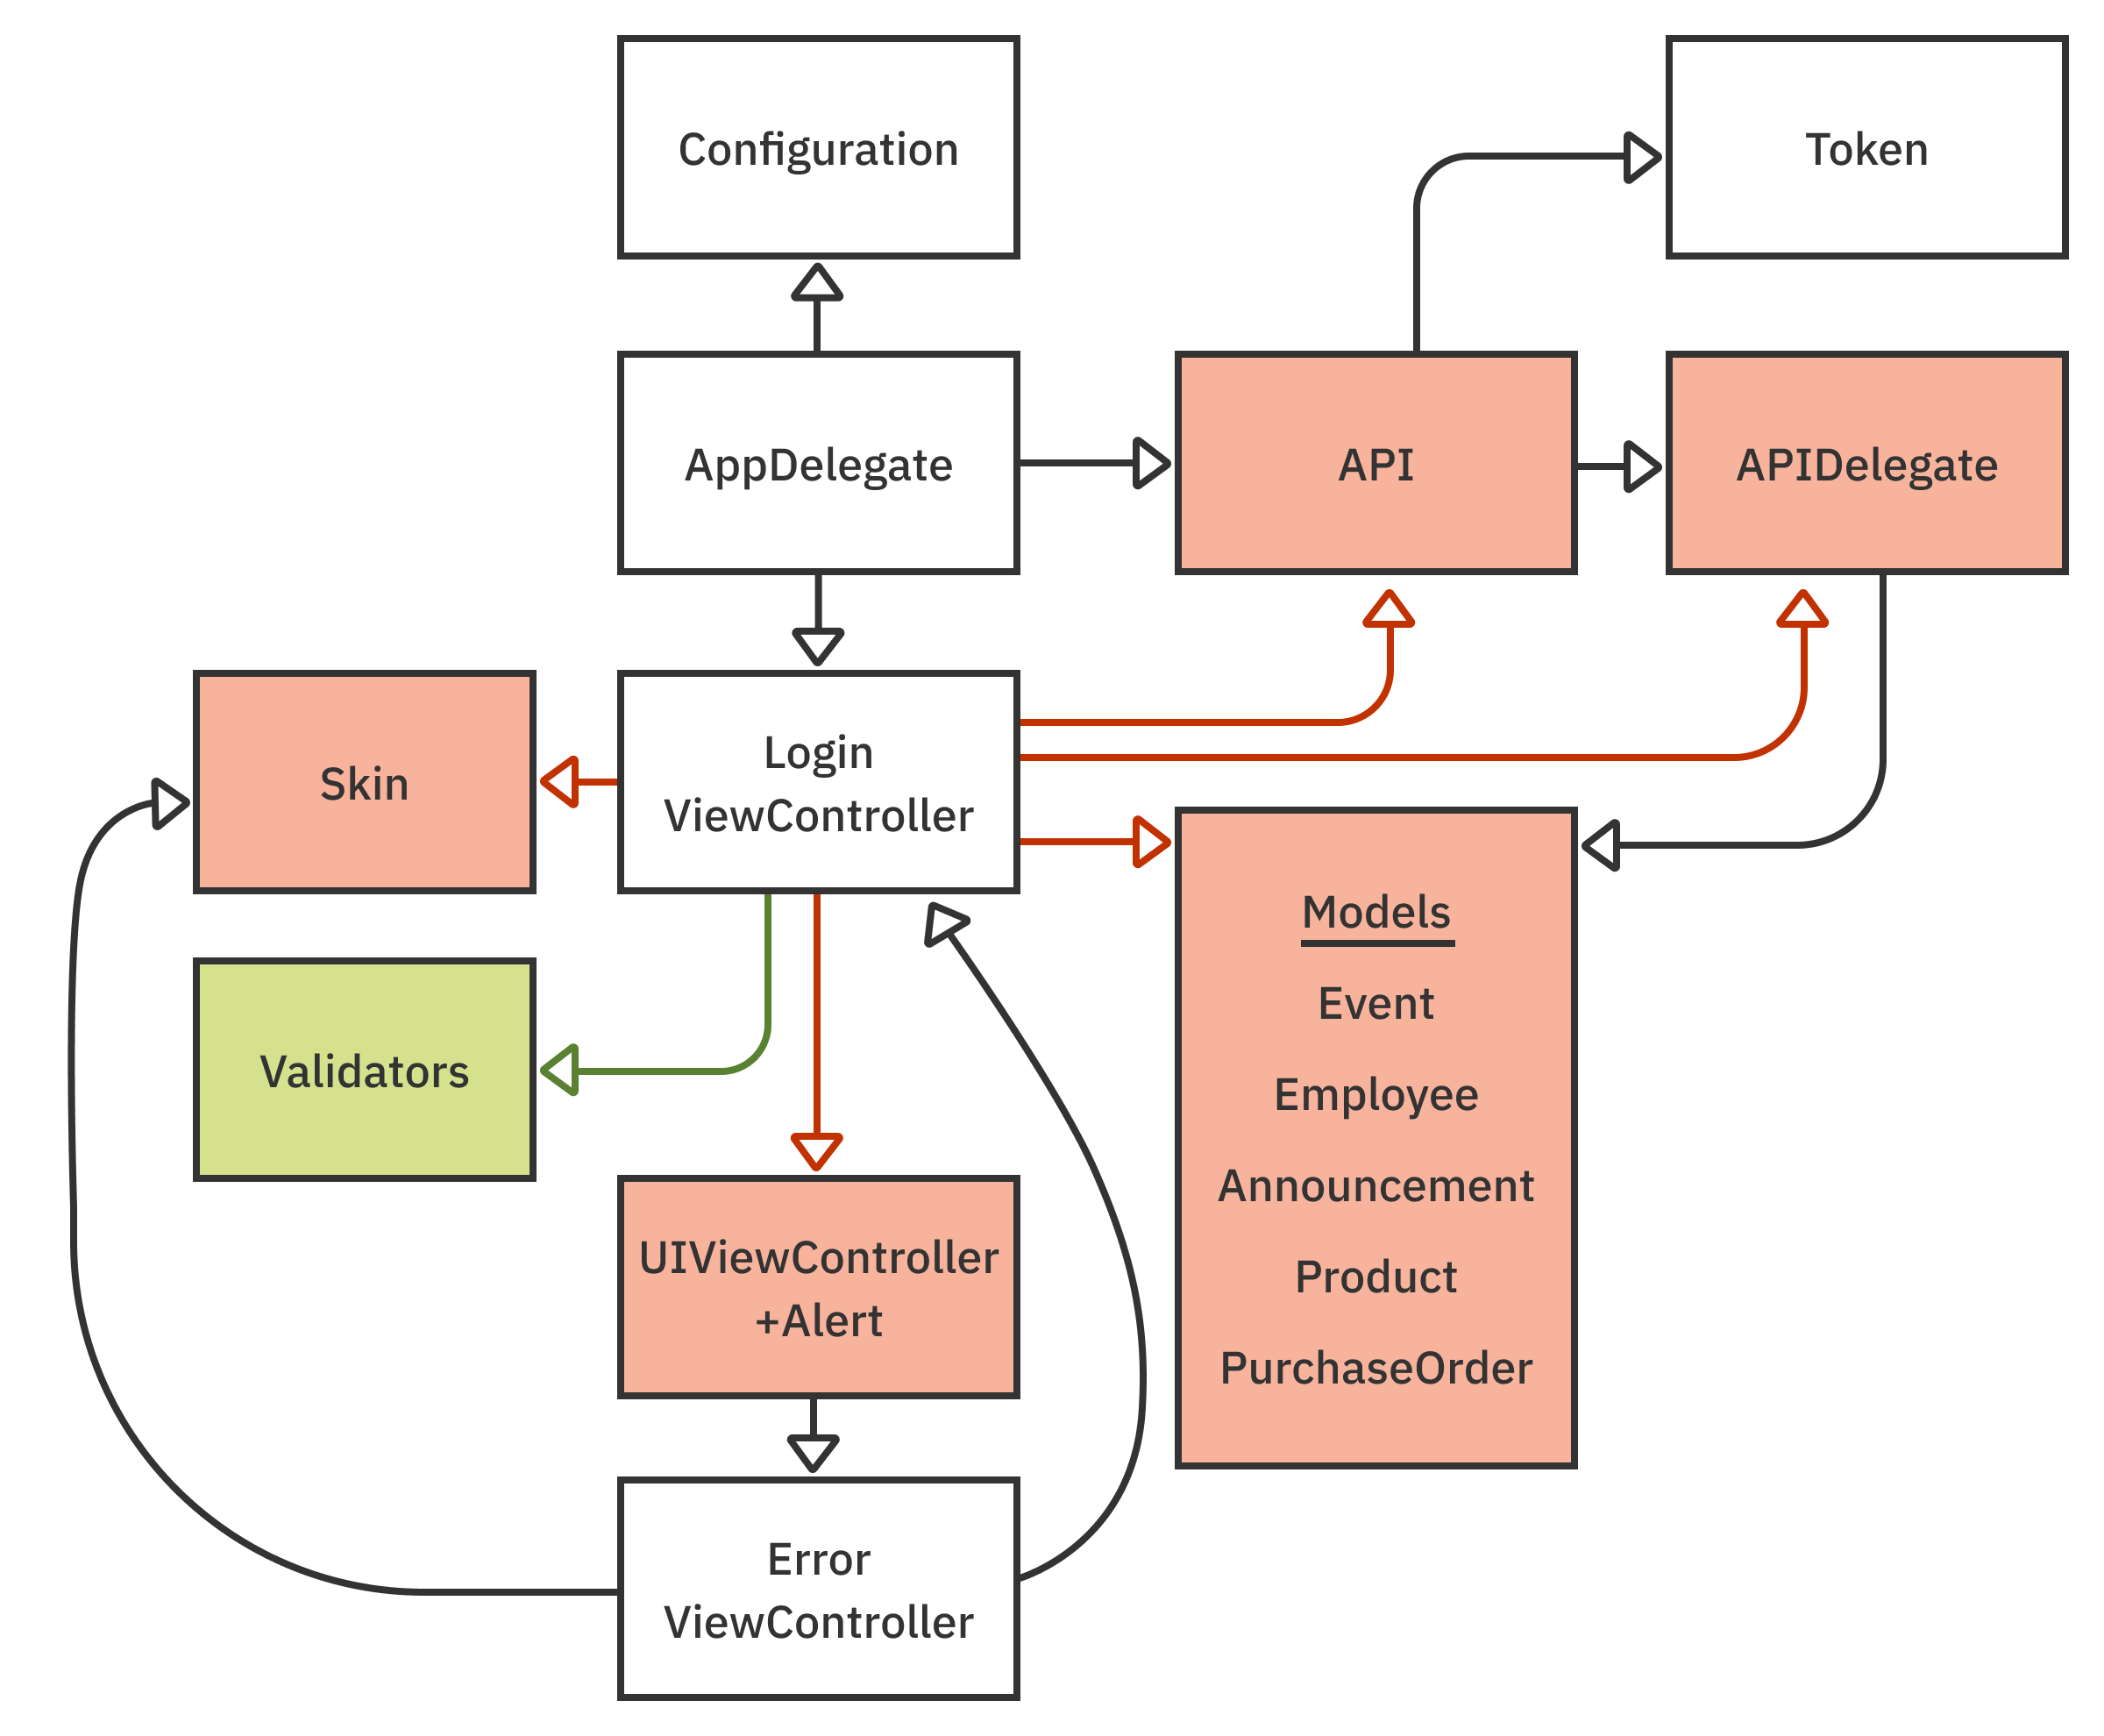 Configuration
Token
AppDelegate
API
APIDelegate
Skin
Login
ViewController
Validators
Models
Event
Employee
Announcement
Product
PurchaseOrder
UIViewController
+Alert
Error
ViewController